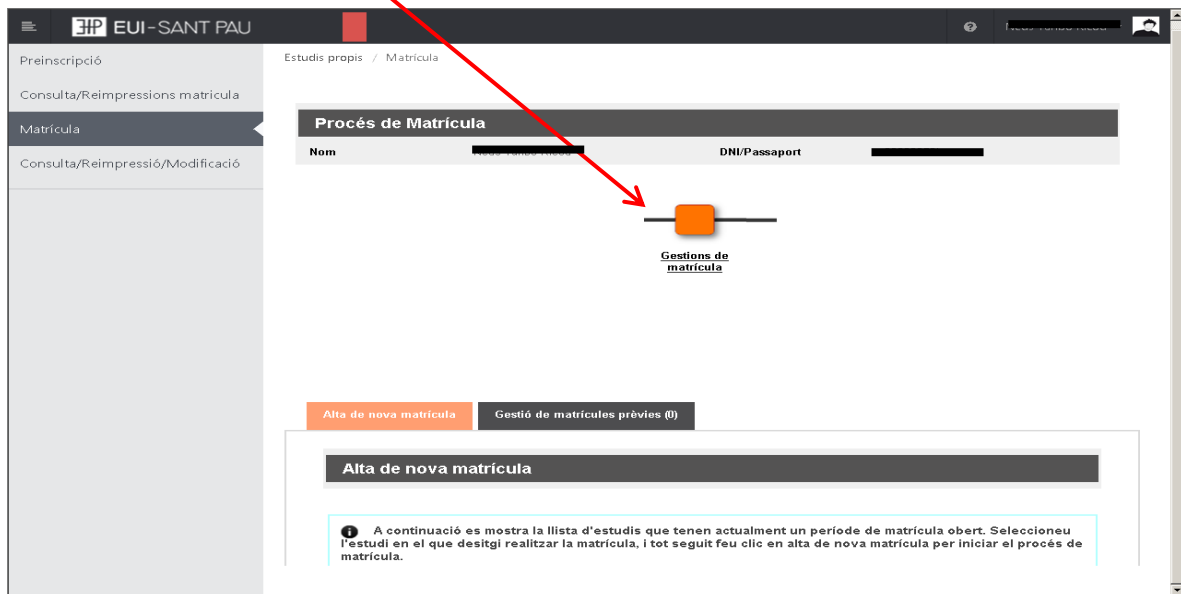 EUI-SANT PAU
Preinscripció
Consulta/Reimpressions matrícula
Matrícula
Consulta/Reimpressió/Modificació
Estudis propis / Matrícula
Procés de Matrícula
Nom DNI/Passaport
Gestions de
matrícula
Alta de nova matrícula Gestió de matrícules prèvies (0)
Alta de nova matrícula
A continuació es mostra la llista d'estudis que tenen actualment un període de matrícula obert. Seleccioneu
l'estudi en el que desitgi realitzar la matrícula, i tot seguit feu clic en alta de nova matrícula per iniciar el procés de
matrícula.